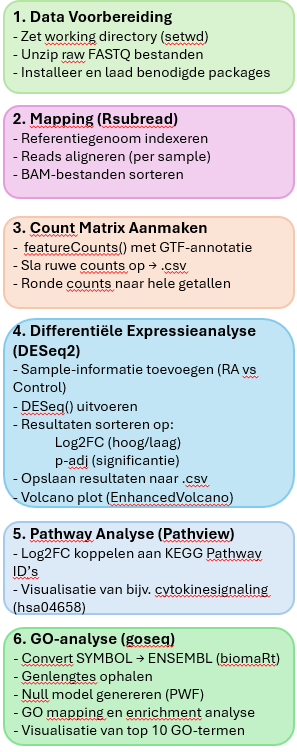 1. Data Voorbereiding
- Zet working directory (setwd)
- Unzip raw FASTQ bestanden
- Installeer en laad benodigde packages
2. Mapping (Rsubread)
- Referentiegenoom indexeren
- Reads aligneren (per sample)
- BAM-bestanden sorteren
3. Count Matrix Aanmaken
- featureCounts() met GTF-annotatie
- Sla ruwe counts op → .csv
- Ronde counts naar hele getallen
4. Differentiële Expressieanalyse
(DESeq2)
- Sample-informatie toevoegen (RA vs
Control)
- DESeq() uitvoeren
- Resultaten sorteren op:
Log2FC (hoog/laag)
p-adj (significantie)
- Opslaan resultaten naar .csv
- Volcano plot (EnhancedVolcano)
5. Pathway Analyse (Pathview)
- Log2FC koppelen aan KEGG Pathway
ID's
- Visualisatie van bijv. cytokinesignaling
(hsa04658)
6. GO-analyse (goseq)
- Convert SYMBOL → ENSEMBL (biomaRt)
- Genlengtes ophalen
- Null model genereren (PWF)
- GO mapping en enrichment analyse
- Visualisatie van top 10 GO-termen